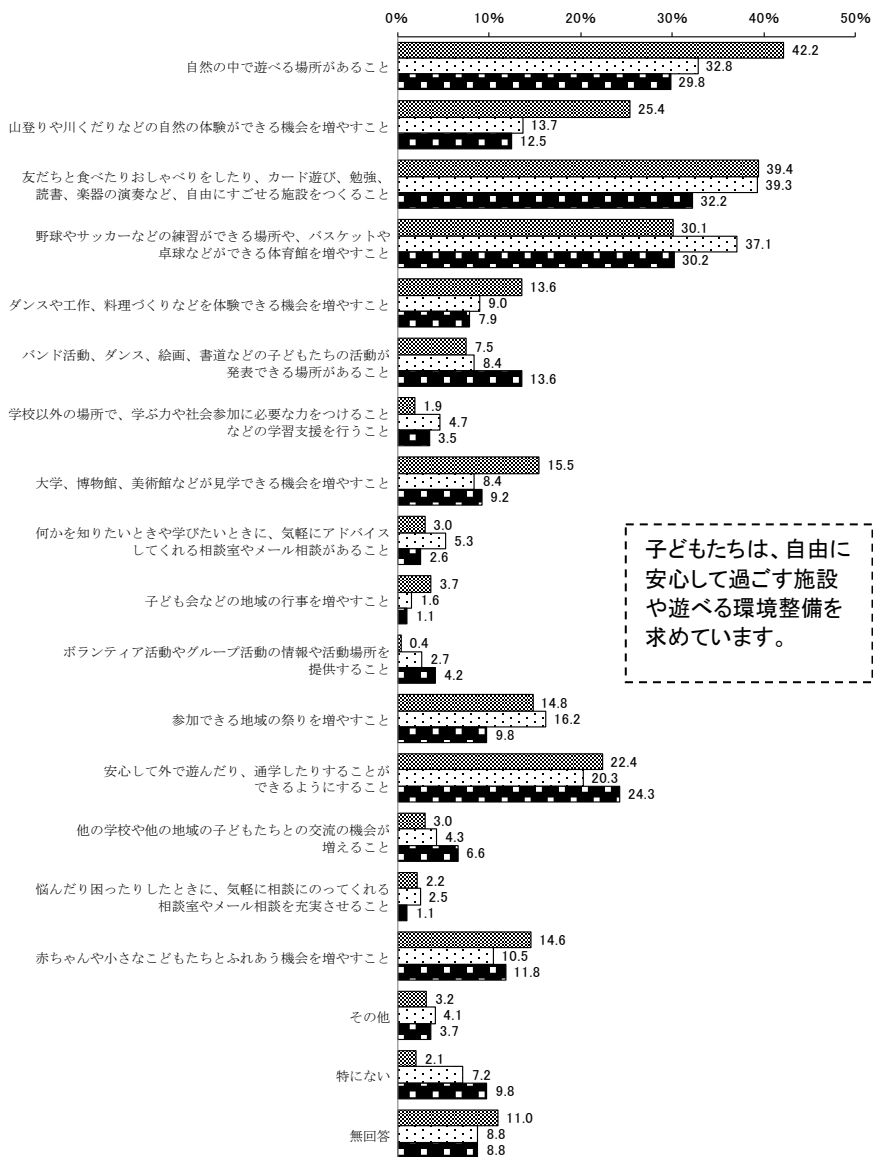 0% 10% 20% 30% 40% 50%
自然の中で遊べる場所があること
42.2
32.8
29.8
山登りや川くだりなどの自然の体験ができる機会を増やすこと
25.4
13.7
12.5
友だちと食べたりおしゃべりをしたり、カード遊び、勉強、
読書、楽器の演奏など、自由にすごせる施設をつくること
39.4
39.3
32.2
野球やサッカーなどの練習ができる場所や、バスケットや
卓球などができる体育館を増やすこと
30.1
37.1
30.2
ダンスや工作、料理づくりなどを体験できる機会を増やすこと
13.6
9.0
7.9
バンド活動、ダンス、絵画、書道などの子どもたちの活動が
発表できる場所があること
7.5
8.4
13.6
学校以外の場所で、学ぶ力や社会参加に必要な力をつけること
などの学習支援を行うこと
1.9
4.7
3.5
大学、博物館、美術館などが見学できる機会を増やすこと
15.5
8.4
9.2
何かを知りたいときや学びたいときに、気軽にアドバイス
してくれる相談室やメール相談があること
3.0
5.3
2.6
子ども会などの地域の行事を増やすこと
3.7
1.6
1.1
ボランティア活動やグループ活動の情報や活動場所を
提供すること
0.4
2.7
4.2
参加できる地域の祭りを増やすこと
14.8
16.2
9.8
安心して外で遊んだり、通学したりすることが
できるようにすること
22.4
20.3
24.3
他の学校や他の地域の子どもたちとの交流の機会が
増えること
3.0
4.3
6.6
悩んだり困ったりしたときに、気軽に相談にのってくれる
相談室やメール相談を充実させること
2.2
2.5
1.1
赤ちゃんや小さなこどもたちとふれあう機会を増やすこと
14.6
10.5
11.8
その他
3.2
4.1
3.7
特にない
2.1
7.2
9.8
無回答
11.0
8.8
8.8
子どもたちは、自由に
安心して過ごす施設
や遊べる環境整備を
求めています。